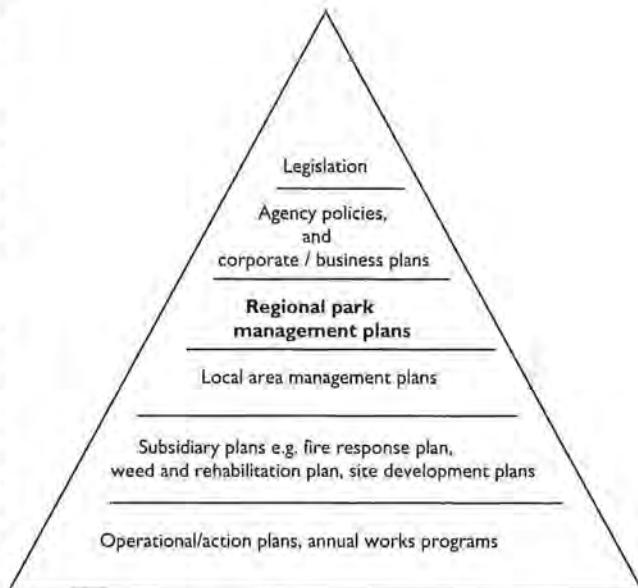 Legislation
Agency policies,
and
corporate / business plans
Regional park
management plans
Local area management plans
Subsidiary plans e.g. fire response plan,
weed and rehabilitation plan, site development plans
Operational/action plans, annual works programs